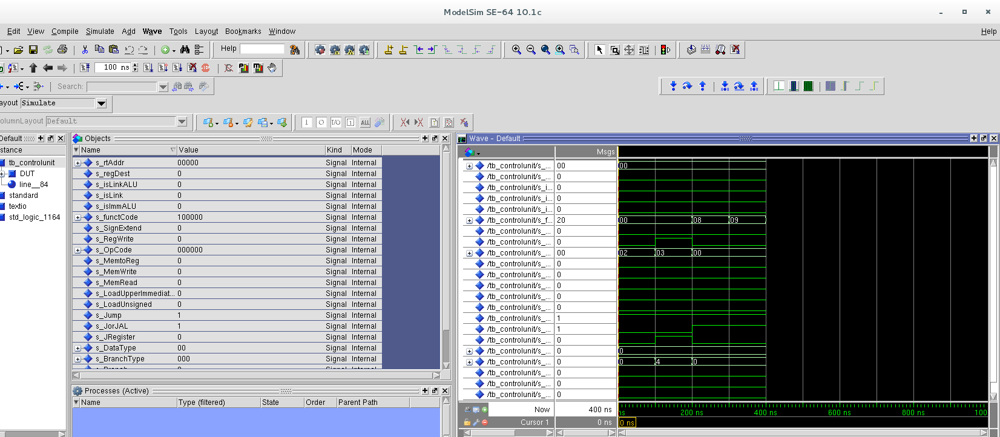 ModelSim SE-64 10.1c
Edit View Compile Simulate Add Wave Tools Layout Bookmarks Window Help
Help
100 ns
Search:
ayout Simulate
olumnLayout Default
ALL
Default
stance
tb_controlunit
DUT
line__84
standard
textio
std_logic_1164
Objects
Name Value Kind Mode
s_rtAddr 00000 Signal Internal
s_regDest 0 Signal Internal
s_isLinkALU 0 Signal Internal
s_isLink 0 Signal Internal
s_isImmALU 0 Signal Internal
s_functCode 100000 Signal Internal
s_SignExtend 0 Signal Internal
s_RegWrite 0 Signal Internal
s_OpCode 000000 Signal Internal
s_MemtoReg 0 Signal Internal
s_MemWrite 0 Signal Internal
s_MemRead 0 Signal Internal
s_LoadUpperImmediat... 0 Signal Internal
s_LoadUnsigned 0 Signal Internal
s_Jump 1 Signal Internal
s_JorJAL 1 Signal Internal
s_JRegister 0 Signal Internal
s_DataType 00 Signal Internal
s_BranchType 000 Signal Internal
Processes (Active)
Name Type (filtered) State Order Parent Path
Wave - Default
Msgs
/tb_controlunit/s_... 00 00
/tb_controlunit/s_... 0
/tb_controlunit/s_i... 0
/tb_controlunit/s_i... 0
/tb_controlunit/s_i... 0
/tb_controlunit/s_f... 20 00 08 09
/tb_controlunit/s_... 0
/tb_controlunit/s_... 0
/tb_controlunit/s_... 00 02 03 00
/tb_controlunit/s_... 0
/tb_controlunit/s_... 0
/tb_controlunit/s_... 0
/tb_controlunit/s_... 0
/tb_controlunit/s_... 0
/tb_controlunit/s_... 1
/tb_controlunit/s_... 1
/tb_controlunit/s_... 0
/tb_controlunit/s_... 0 0
/tb_controlunit/s_... 0 0 4 0
/tb_controlunit/s_... 0
/tb_controlunit/s_... 0
/tb_controlunit/s_... 0
Now 400 ns ns 200 ns 400 ns 600 ns 800 ns 100
Cursor 1 0 ns 0 ns